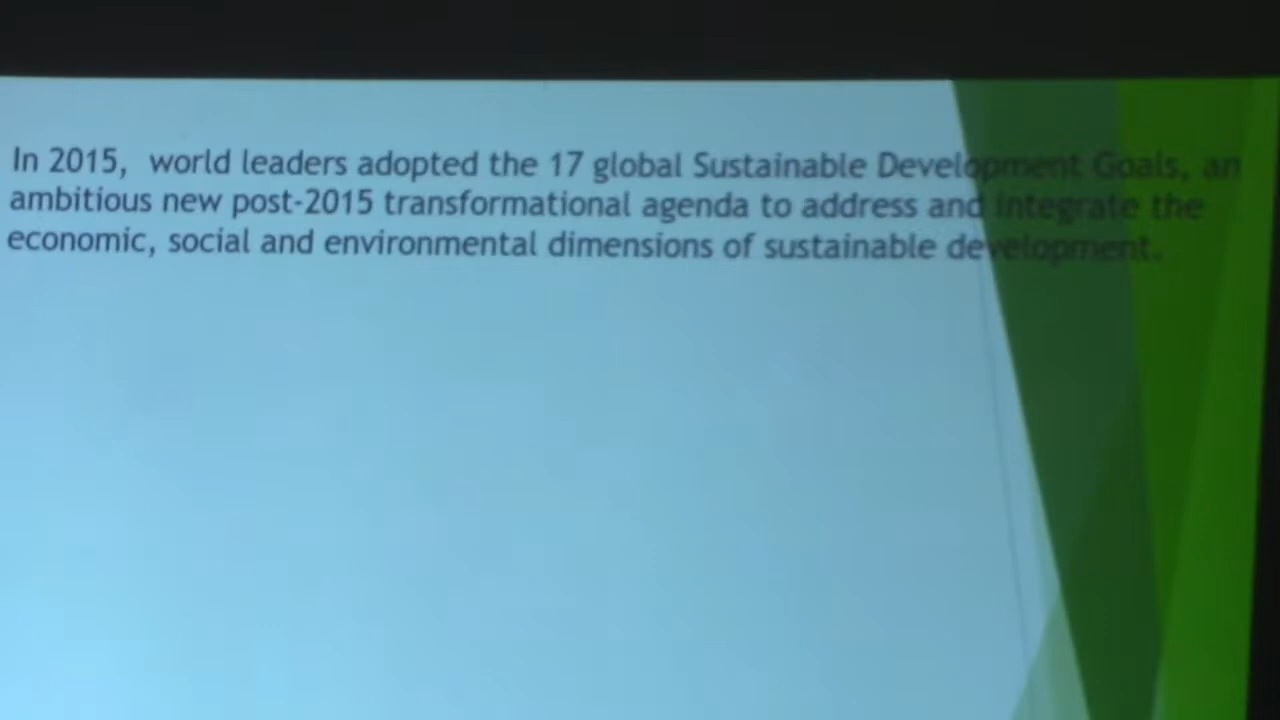 In 2015, world leaders adopted the 17 global Sustainable Development Goals, an
ambitious new post-2015 transformational agenda to address and integrate the
economic, social and environmental dimensions of sustainable development.